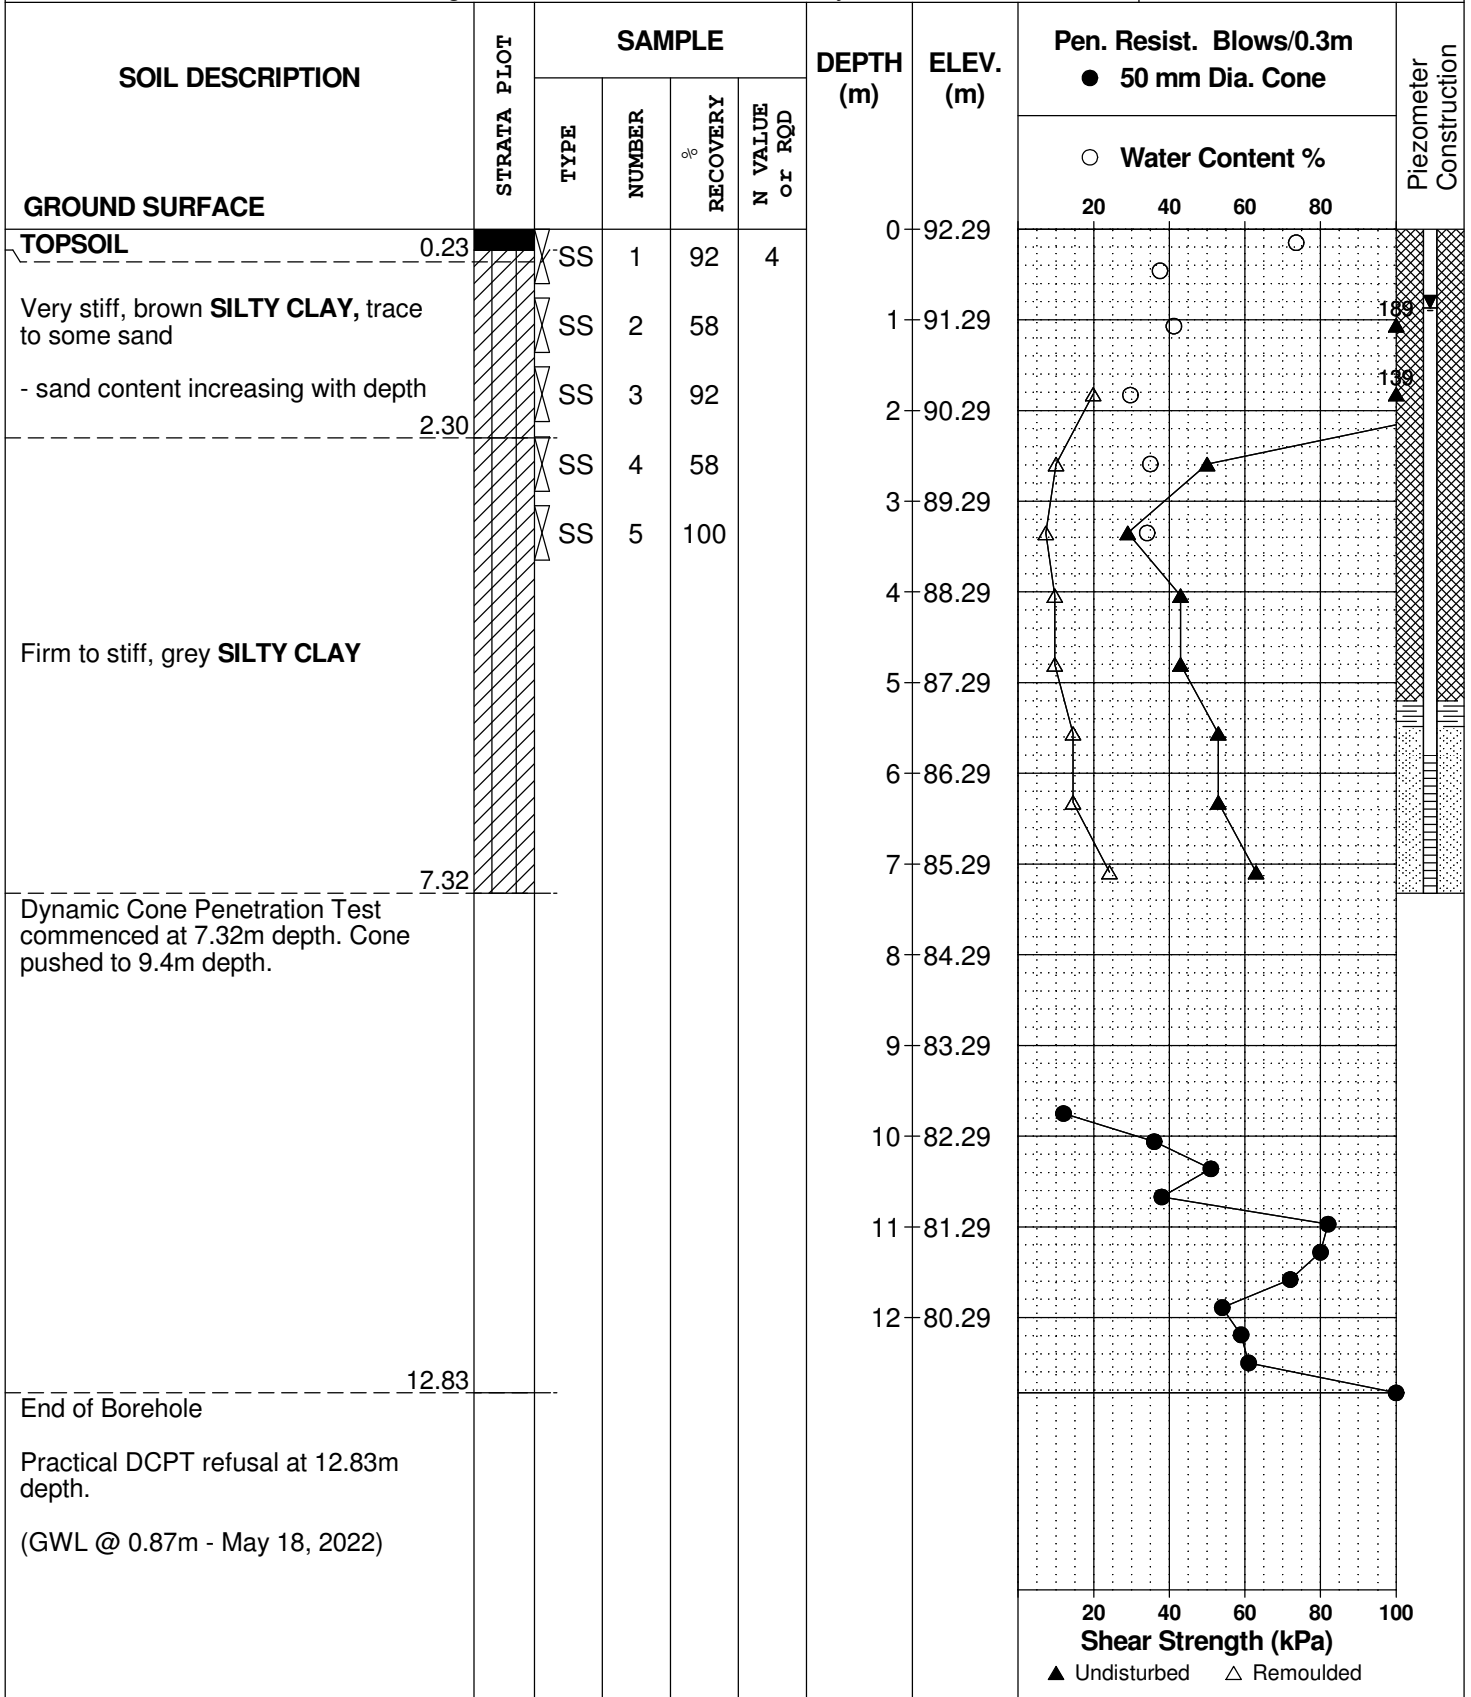 SOIL DESCRIPTION
GROUND SURFACE
STRATA PLOT
SAMPLE
TYPE
NUMBER
% RECOVERY
N VALUE or RQD
DEPTH (m)
ELEV. (m)
Pen. Resist. Blows/0.3m
● 50 mm Dia. Cone
○ Water Content %
20 40 60 80
Piezometer Construction
TOPSOIL 0.23
SS 1 92 4
Very stiff, brown SILTY CLAY, trace
to some sand
SS 2 58
- sand content increasing with depth
SS 3 92
2.30
SS 4 58
SS 5 100
Firm to stiff, grey SILTY CLAY
7.32
Dynamic Cone Penetration Test
commenced at 7.32m depth. Cone
pushed to 9.4m depth.
12.83
End of Borehole
Practical DCPT refusal at 12.83m
depth.
(GWL @ 0.87m - May 18, 2022)
0 92.29
1 91.29
2 90.29
3 89.29
4 88.29
5 87.29
6 86.29
7 85.29
8 84.29
9 83.29
10 82.29
11 81.29
12 80.29
189
139
20 40 60 80 100
Shear Strength (kPa)
▲ Undisturbed △ Remoulded